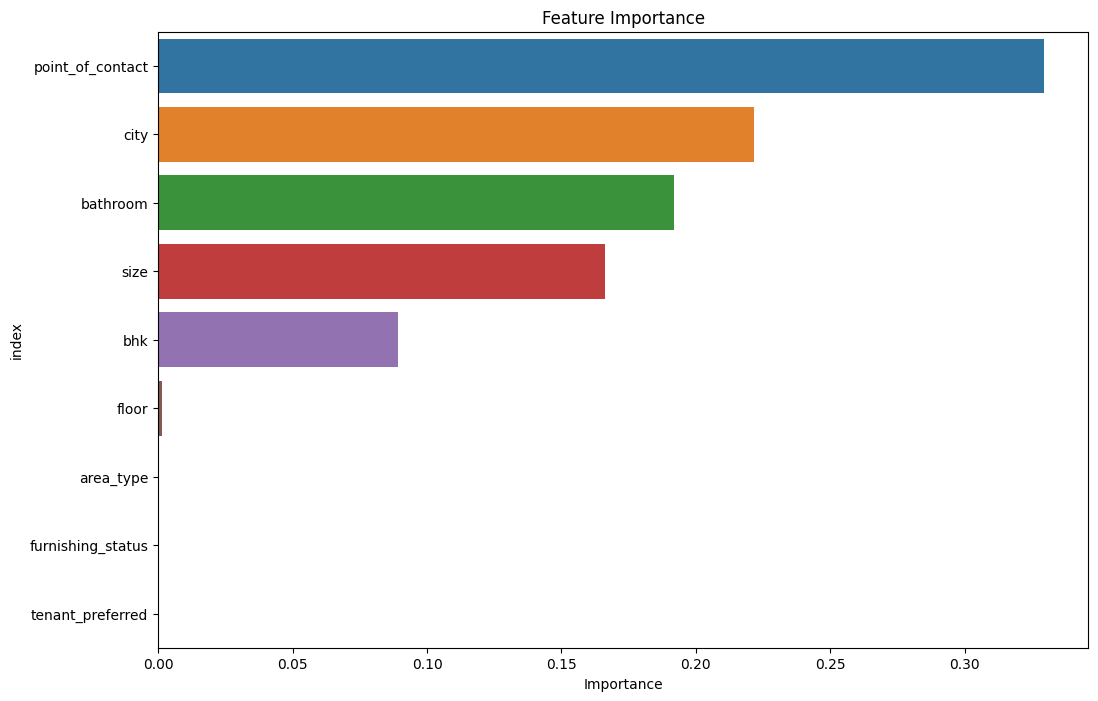 Feature Importance
point_of_contact
city
bathroom
size
bhk
floor
area_type
furnishing_status
tenant_preferred
index
0.00 0.05 0.10 0.15 0.20 0.25 0.30
Importance